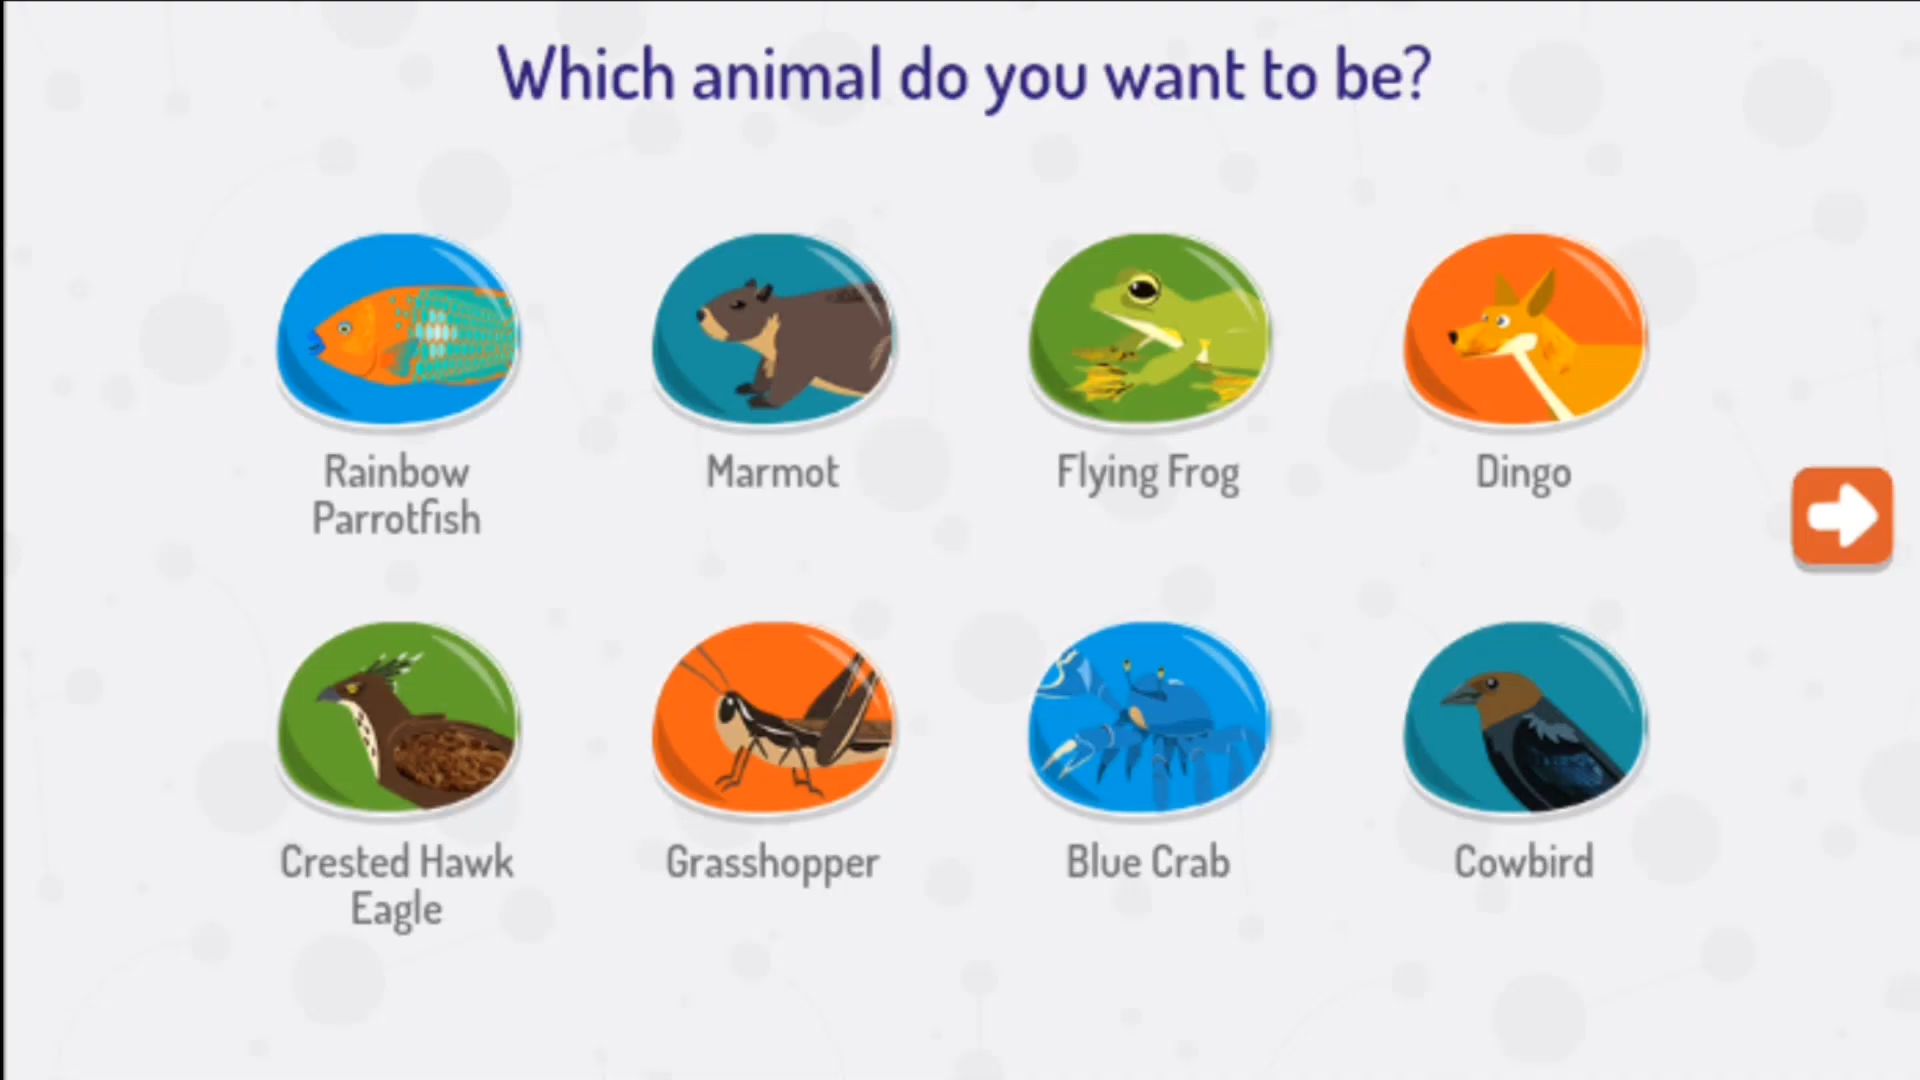 Which animal do you want to be?
Rainbow
Parrotfish
Marmot
Flying Frog
Dingo
Crested Hawk
Eagle
Grasshopper
Blue Crab
Cowbird